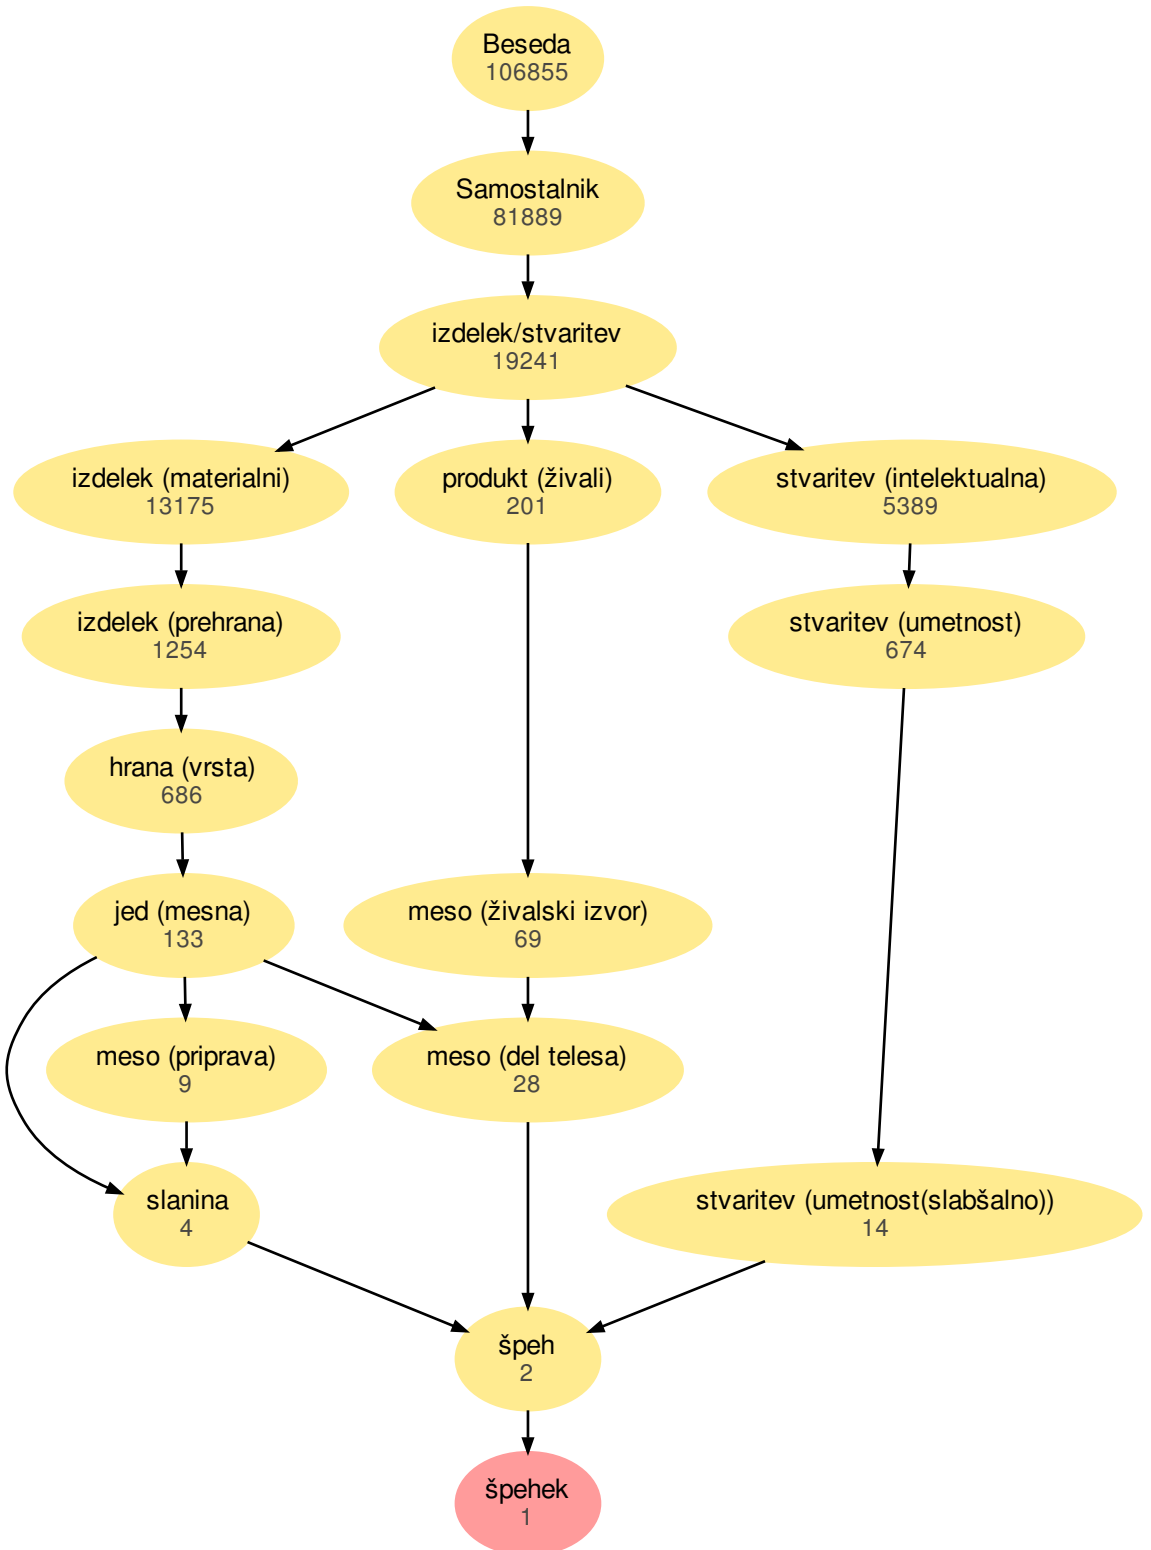 Beseda
106855
Samostalnik
81889
izdelek/stvaritev
19241
izdelek (materialni)
13175
produkt (živali)
201
stvaritev (intelektualna)
5389
izdelek (prehrana)
1254
stvaritev (umetnost)
674
hrana (vrsta)
686
jed (mesna)
133
meso (živalski izvor)
69
meso (priprava)
9
meso (del telesa)
28
slanina
4
stvaritev (umetnost(slabšalno))
14
špeh
2
špehek
1